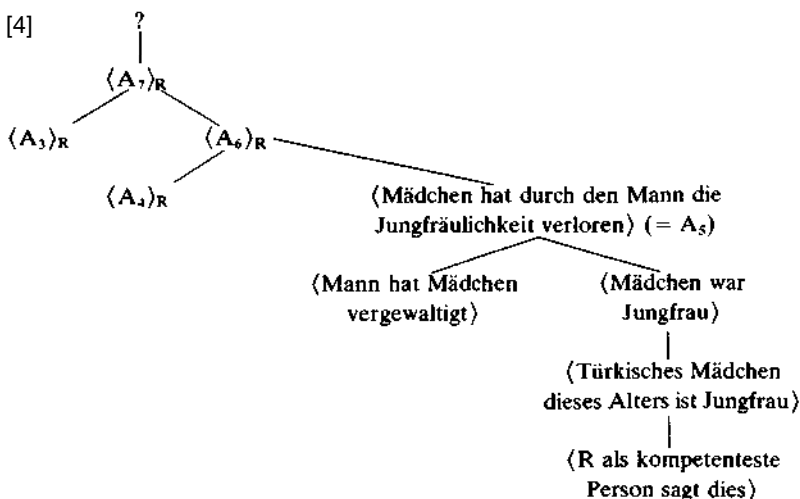 [4]
?
⟨A₇⟩R
⟨A₃⟩R
⟨A₆⟩R
⟨A₄⟩R
⟨Mädchen hat durch den Mann die
Jungfräulichkeit verloren⟩ (= A₅)
⟨Mann hat Mädchen
vergewaltigt⟩
⟨Mädchen war
Jungfrau⟩
⟨Türkisches Mädchen
dieses Alters ist Jungfrau⟩
⟨R als kompetenteste
Person sagt dies⟩